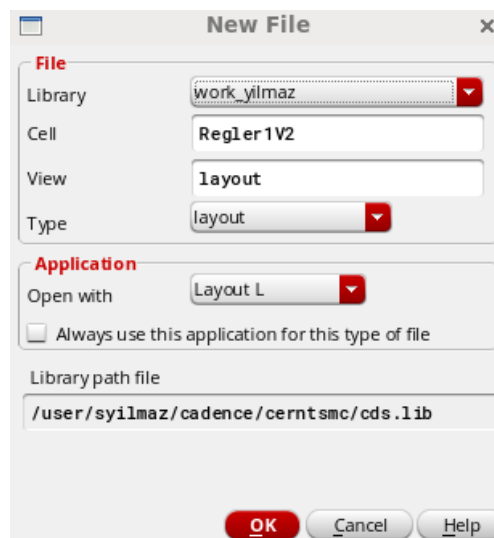 New File
File
Library work_yilmaz
Cell Regler1V2
View layout
Type layout
Application
Open with Layout L
Always use this application for this type of file
Library path file
/user/syilmaz/cadence/cerntsmc/cds.lib
OK Cancel Help